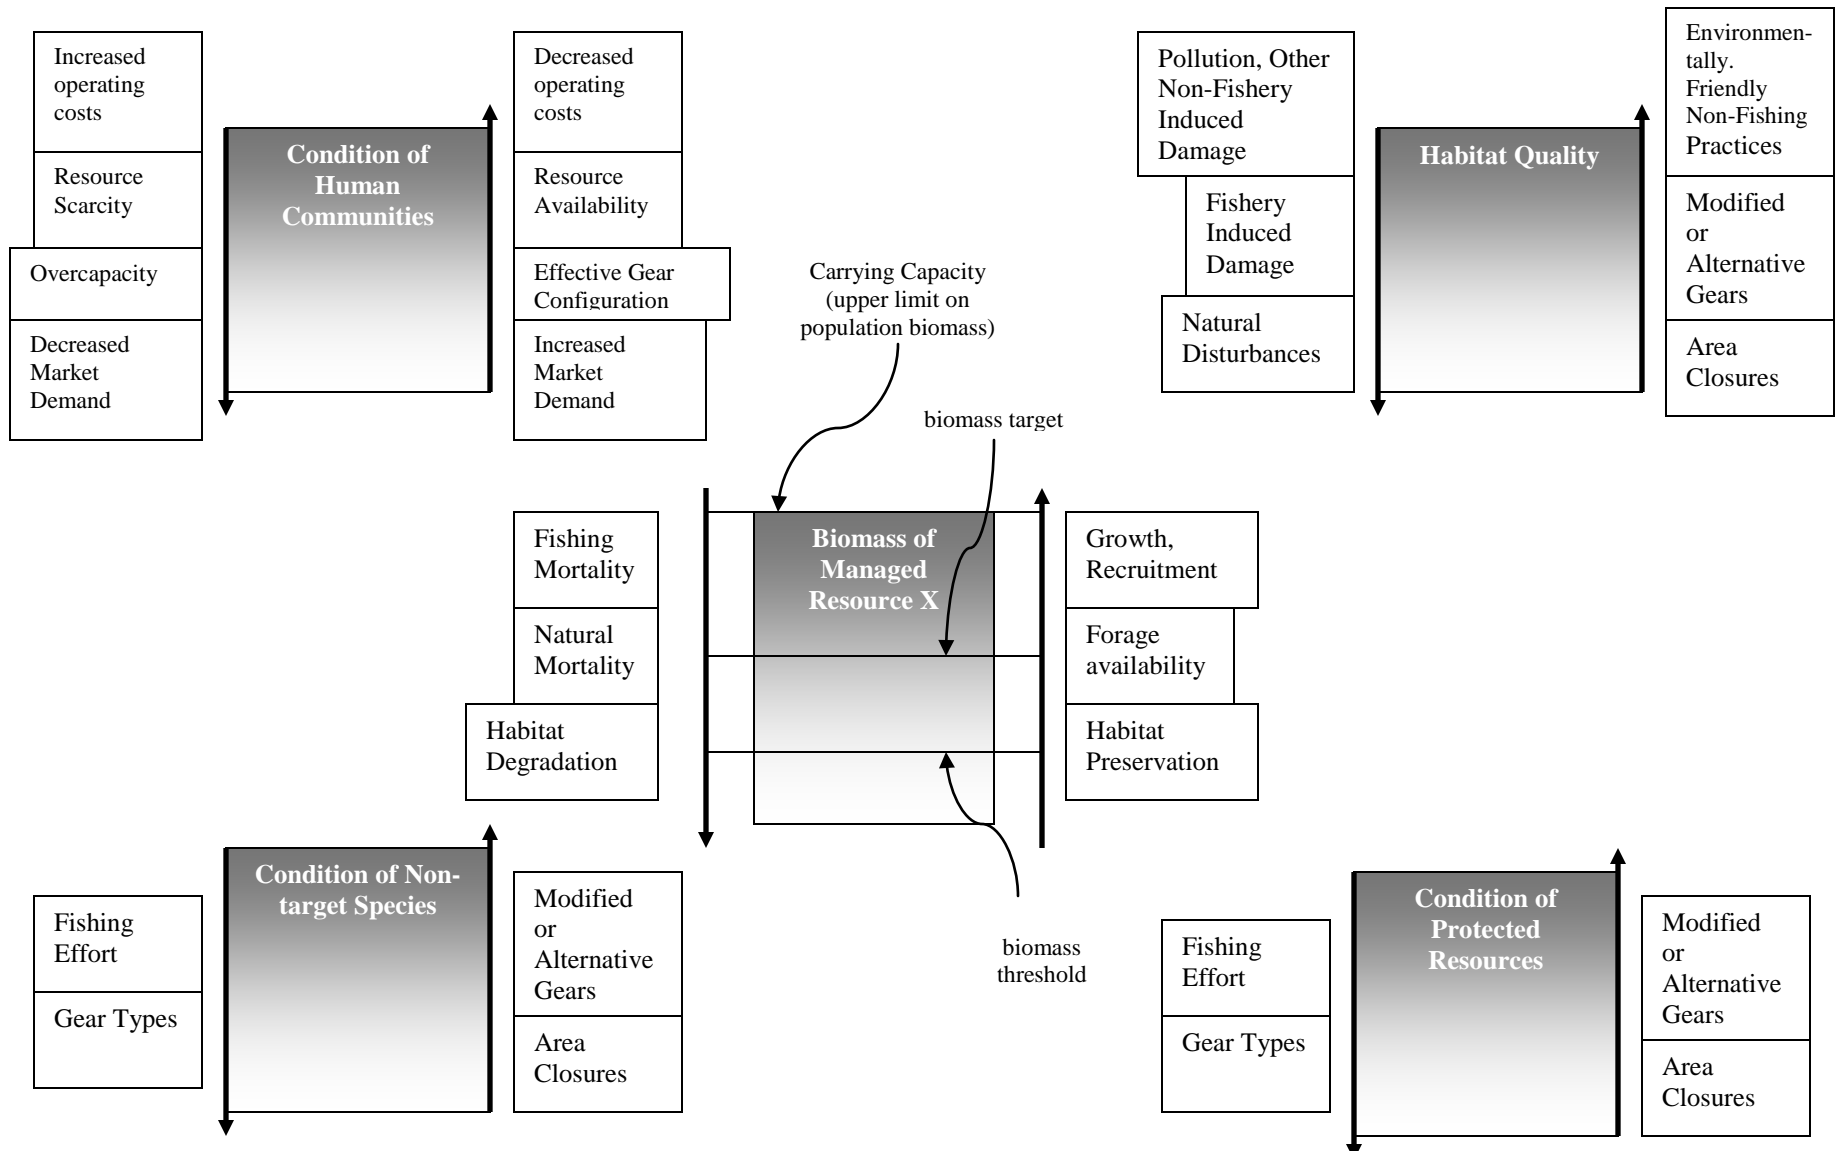 Increased
operating
costs
Resource
Scarcity
Overcapacity
Decreased
Market
Demand
Condition of
Human
Communities
Decreased
operating
costs
Resource
Availability
Effective Gear
Configuration
Increased
Market
Demand
Carrying Capacity
(upper limit on
population biomass)
biomass target
Pollution, Other
Non-Fishery
Induced
Damage
Fishery
Induced
Damage
Natural
Disturbances
Habitat Quality
Environmen-
tally.
Friendly
Non-Fishing
Practices
Modified
or
Alternative
Gears
Area
Closures
Fishing
Mortality
Natural
Mortality
Habitat
Degradation
Biomass of
Managed
Resource X
Growth,
Recruitment
Forage
availability
Habitat
Preservation
biomass
threshold
Fishing
Effort
Gear Types
Condition of Non-
target Species
Modified
or
Alternative
Gears
Area
Closures
Fishing
Effort
Gear Types
Condition of
Protected
Resources
Modified
or
Alternative
Gears
Area
Closures